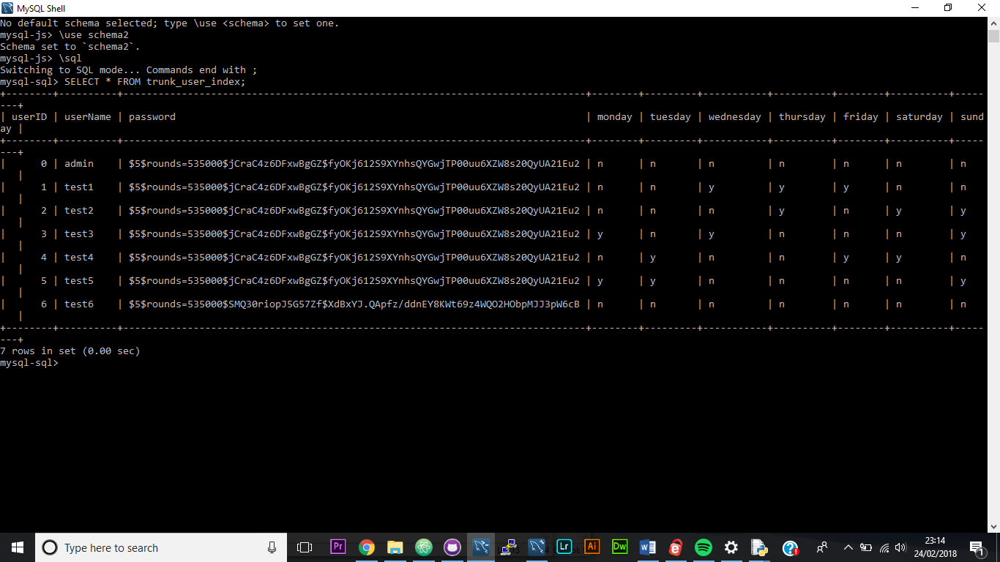 MySQL Shell
No default schema selected; type \use <schema> to set one.
mysql-js> \use schema2
Schema set to `schema2`.
mysql-js> \sql
Switching to SQL mode... Commands end with ;
mysql-sql> SELECT * FROM trunk_user_index;
+--------+----------+-------------------------------------------------------------------------------+--------+---------+-----------+----------+--------+----------+-----
---+
| userID | userName | password | monday | tuesday | wednesday | thursday | friday | saturday | sund
ay |
+--------+----------+-------------------------------------------------------------------------------+--------+---------+-----------+----------+--------+----------+-----
---+
| 0 | admin | $5$rounds=535000$jCraC4z6DFxwBgGZ$fyOKj612S9XYnhsQYGwjTP00uu6XZW8s20QyUA21Eu2 | n | n | n | n | n | n | n
|
| 1 | test1 | $5$rounds=535000$jCraC4z6DFxwBgGZ$fyOKj612S9XYnhsQYGwjTP00uu6XZW8s20QyUA21Eu2 | n | n | y | y | y | n | n
|
| 2 | test2 | $5$rounds=535000$jCraC4z6DFxwBgGZ$fyOKj612S9XYnhsQYGwjTP00uu6XZW8s20QyUA21Eu2 | n | n | n | y | n | y | y
|
| 3 | test3 | $5$rounds=535000$jCraC4z6DFxwBgGZ$fyOKj612S9XYnhsQYGwjTP00uu6XZW8s20QyUA21Eu2 | y | n | y | n | n | n | y
|
| 4 | test4 | $5$rounds=535000$jCraC4z6DFxwBgGZ$fyOKj612S9XYnhsQYGwjTP00uu6XZW8s20QyUA21Eu2 | n | y | n | n | y | y | n
|
| 5 | test5 | $5$rounds=535000$jCraC4z6DFxwBgGZ$fyOKj612S9XYnhsQYGwjTP00uu6XZW8s20QyUA21Eu2 | y | y | n | n | n | n | y
|
| 6 | test6 | $5$rounds=535000$SMQ30riopJ5G57Zf$XdBxYJ.QApfz/ddnEY8KWt69z4WQO2HObpMJJ3pW6cB | n | n | n | n | n | n | n
|
+--------+----------+-------------------------------------------------------------------------------+--------+---------+-----------+----------+--------+----------+-----
---+
7 rows in set (0.00 sec)
mysql-sql>
Type here to search
Pr
Lr
Ai
Dw
23:14
24/02/2018
1